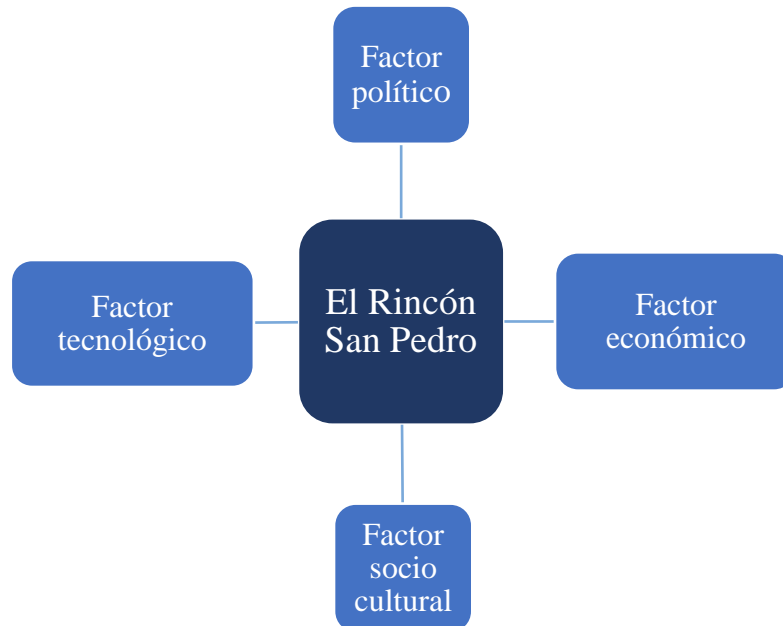 Factor
político
Factor
tecnológico
El Rincón
San Pedro
Factor
económico
Factor
socio
cultural